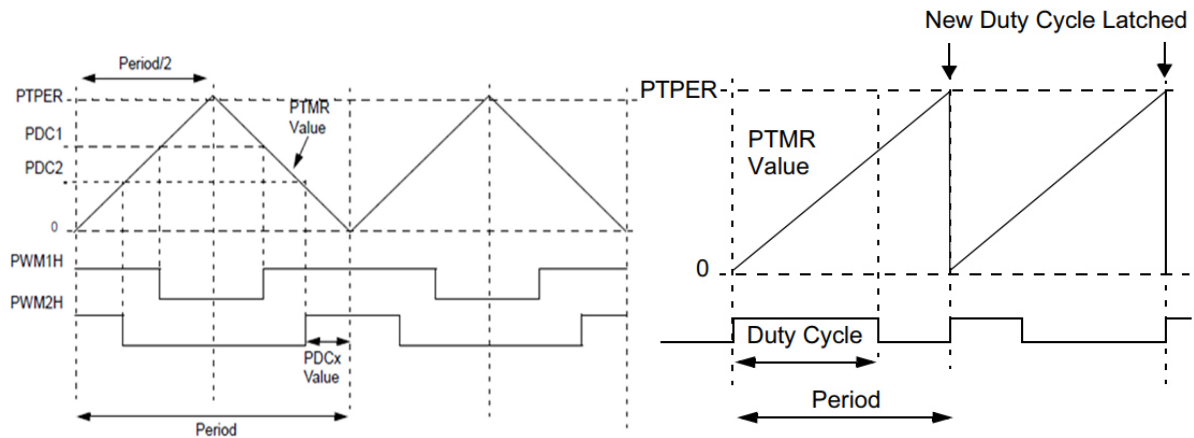 Period/2
PTPER
PTMR
Value
PDC1
PDC2
0
PWM1H
PWM2H
PDCx
Value
Period
New Duty Cycle Latched
PTPER
PTMR
Value
0
Duty Cycle
Period